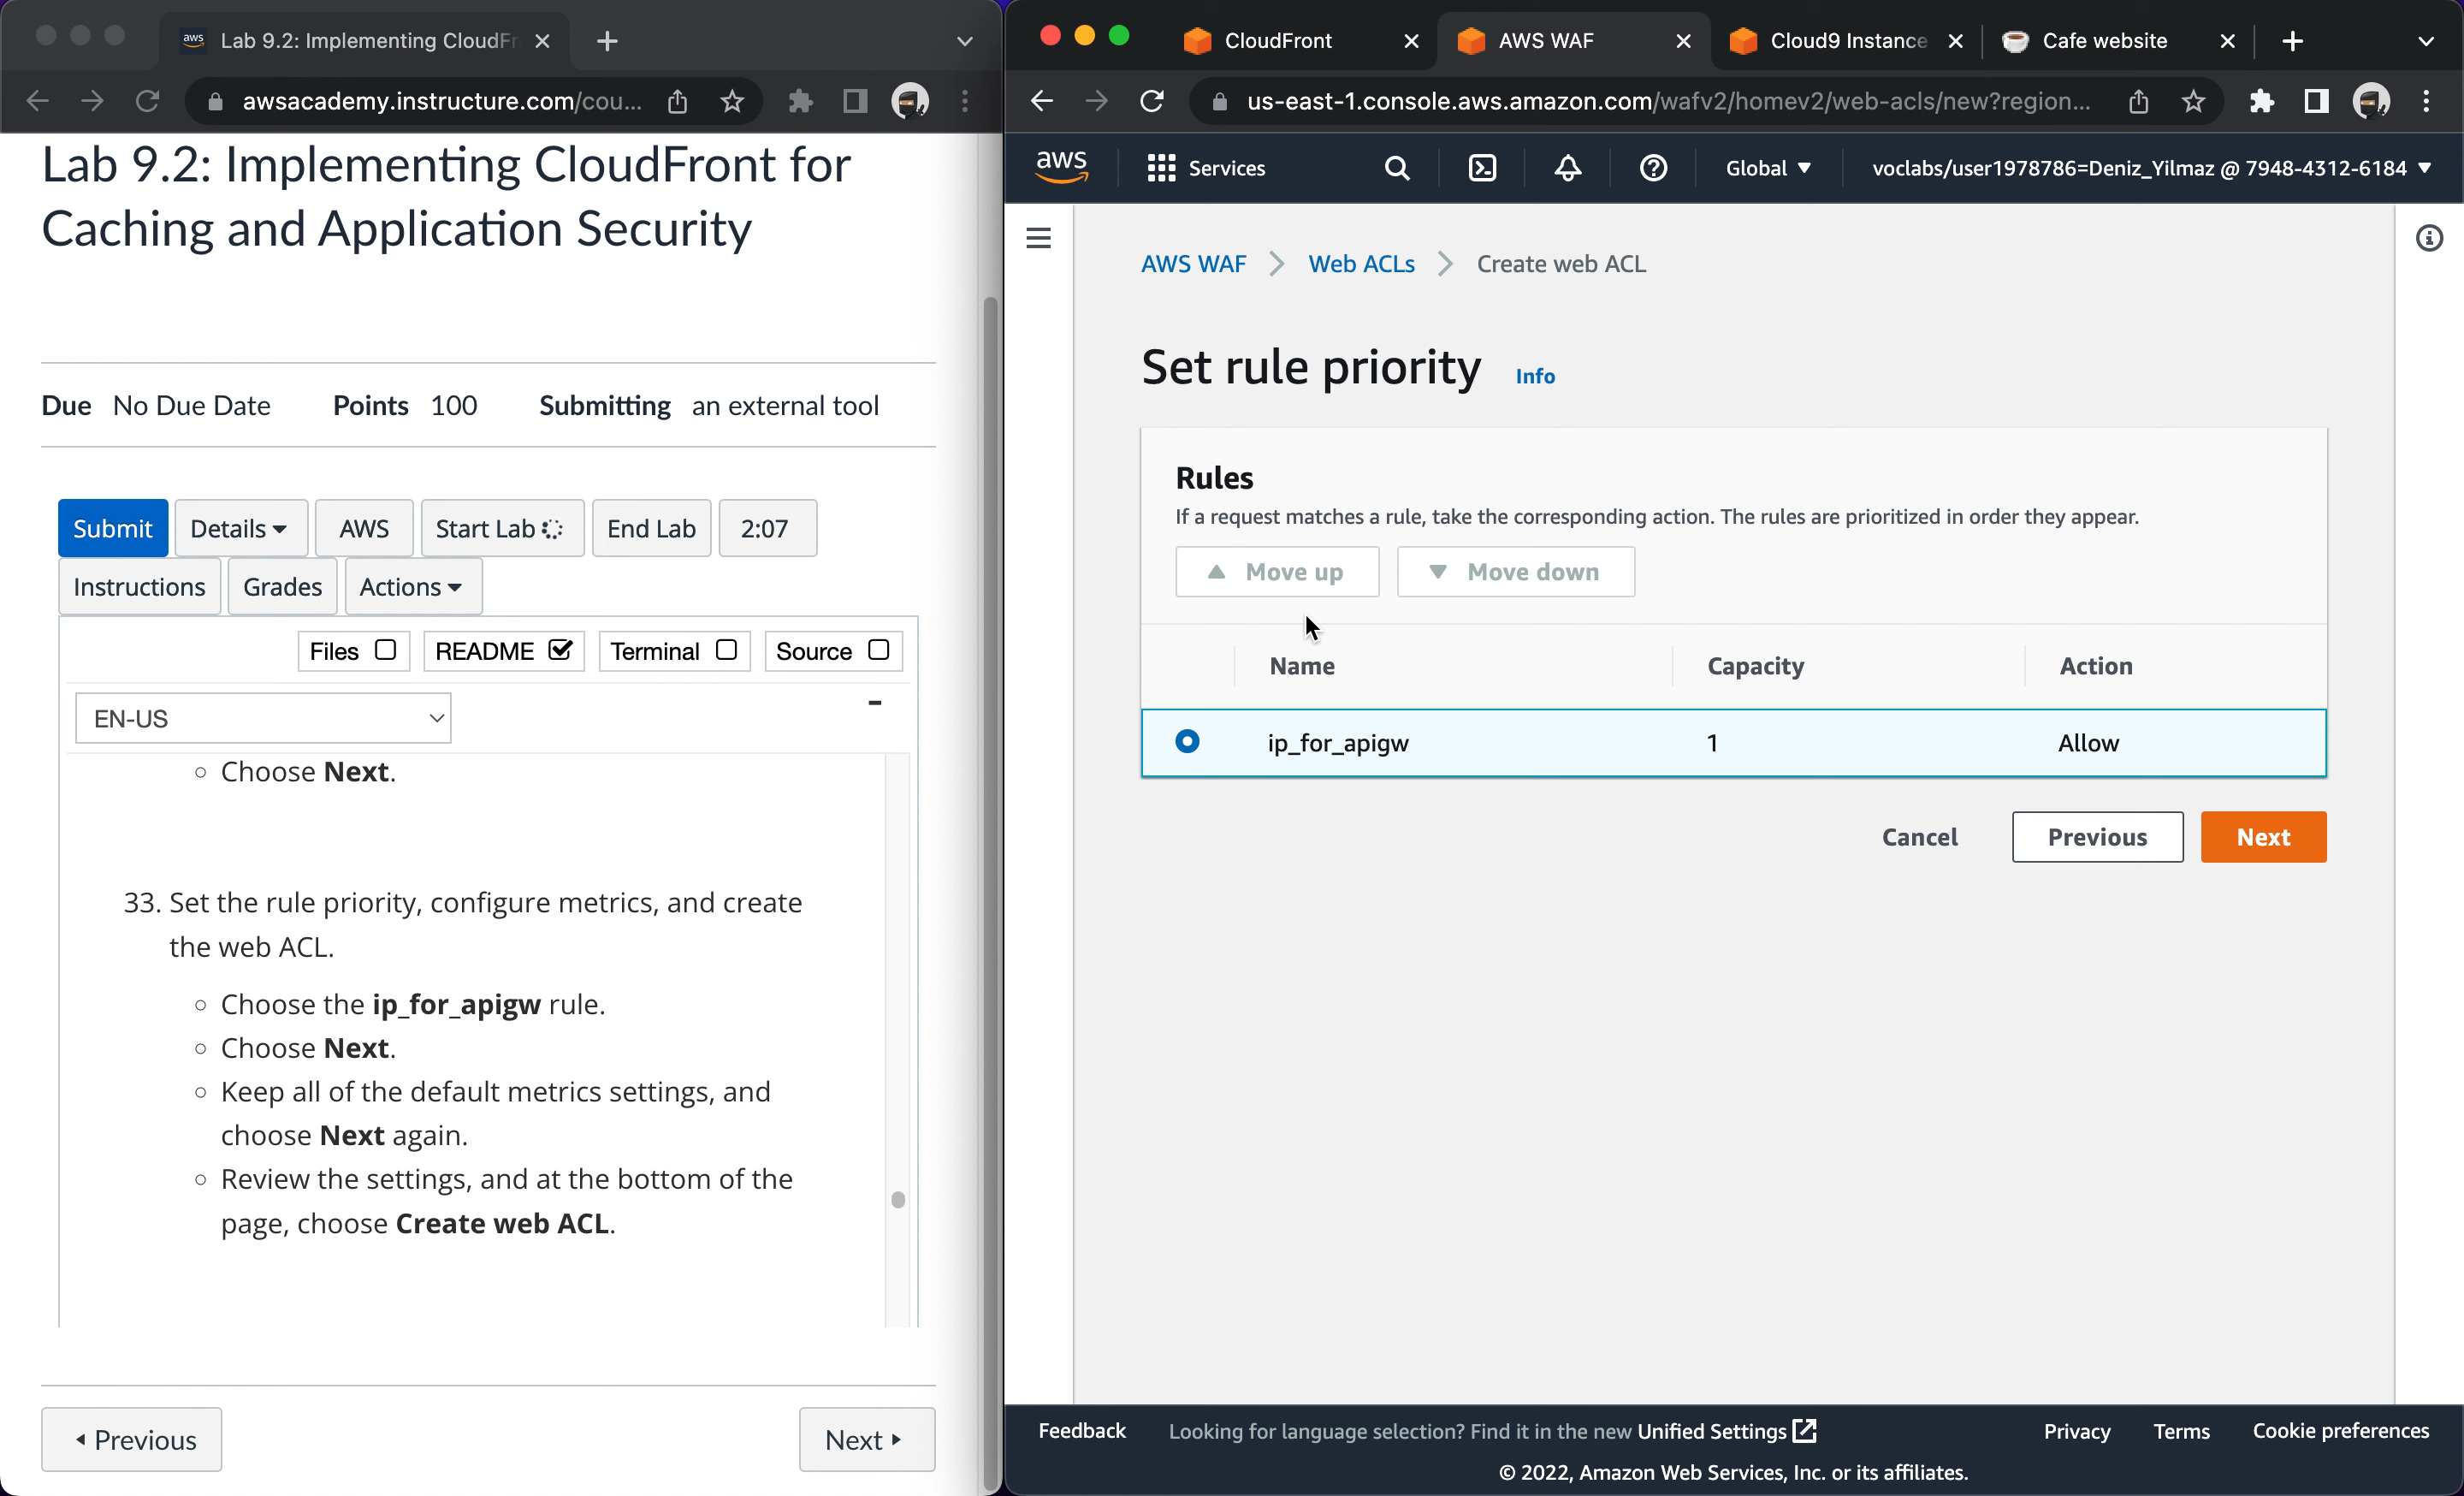 Lab 9.2: Implementing CloudFr
awsacademy.instructure.com/cou...
Lab 9.2: Implementing CloudFront for
Caching and Application Security
Due No Due Date Points 100 Submitting an external tool
Submit Details AWS Start Lab End Lab 2:07
Instructions Grades Actions
Files README Terminal Source
EN-US
Choose Next.
33. Set the rule priority, configure metrics, and create
the web ACL.
Choose the ip_for_apigw rule.
Choose Next.
Keep all of the default metrics settings, and
choose Next again.
Review the settings, and at the bottom of the
page, choose Create web ACL.
Previous Next
CloudFront AWS WAF Cloud9 Instance Cafe website
us-east-1.console.aws.amazon.com/wafv2/homev2/web-acls/new?region...
aws Services Global voclabs/user1978786=Deniz_Yilmaz @ 7948-4312-6184
AWS WAF Web ACLs Create web ACL
Set rule priority Info
Rules
If a request matches a rule, take the corresponding action. The rules are prioritized in order they appear.
Move up Move down
Name Capacity Action
ip_for_apigw 1 Allow
Cancel Previous Next
Feedback Looking for language selection? Find it in the new Unified Settings Privacy Terms Cookie preferences
© 2022, Amazon Web Services, Inc. or its affiliates.